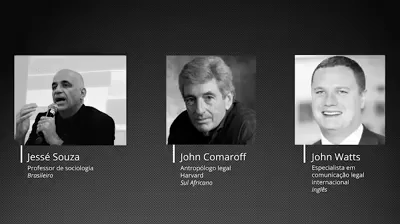 Jessé Souza
Professor de sociologia
Brasileiro
John Comaroff
Antropólogo legal
Harvard
Sul Africano
John Watts
Especialista em
comunicação legal
internacional
Inglês